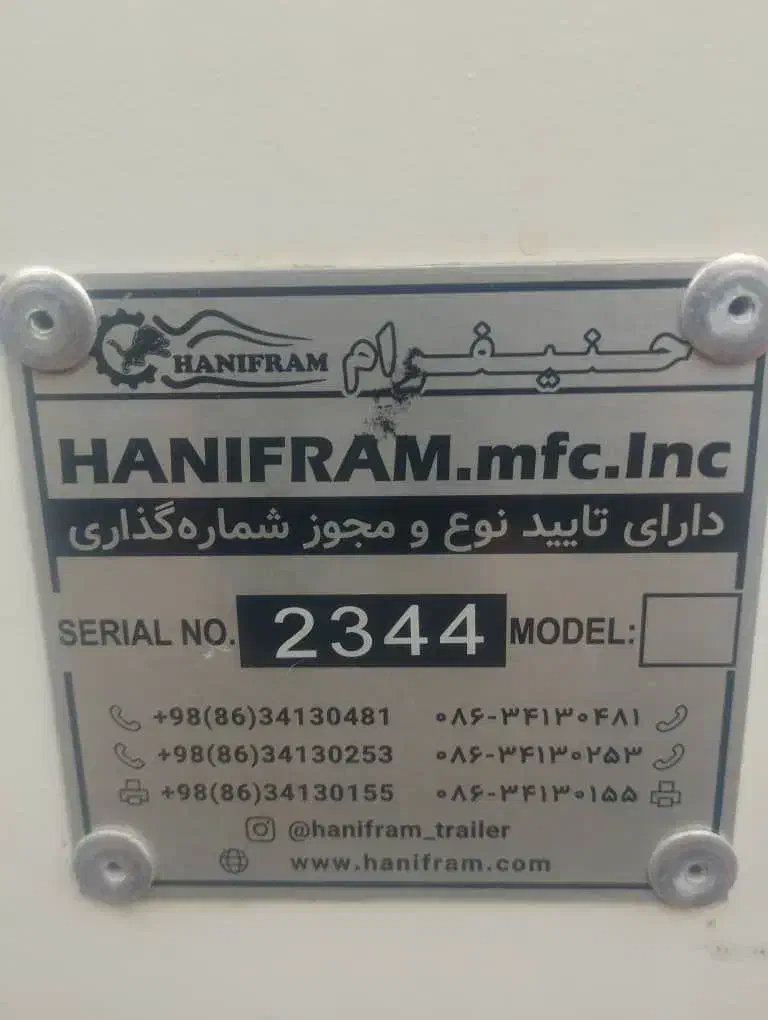 HANIFRAM حنیفرام
HANIFRAM.mfc.Inc
دارای تایید نوع و مجوز شماره‌گذاری
SERIAL NO. 2344 MODEL:
+98(86)34130481 ۰۸۶-۳۴۱۳۰۴۸۱
+98(86)34130253 ۰۸۶-۳۴۱۳۰۲۵۳
+98(86)34130155 ۰۸۶-۳۴۱۳۰۱۵۵
@hanifram_trailer
www.hanifram.com